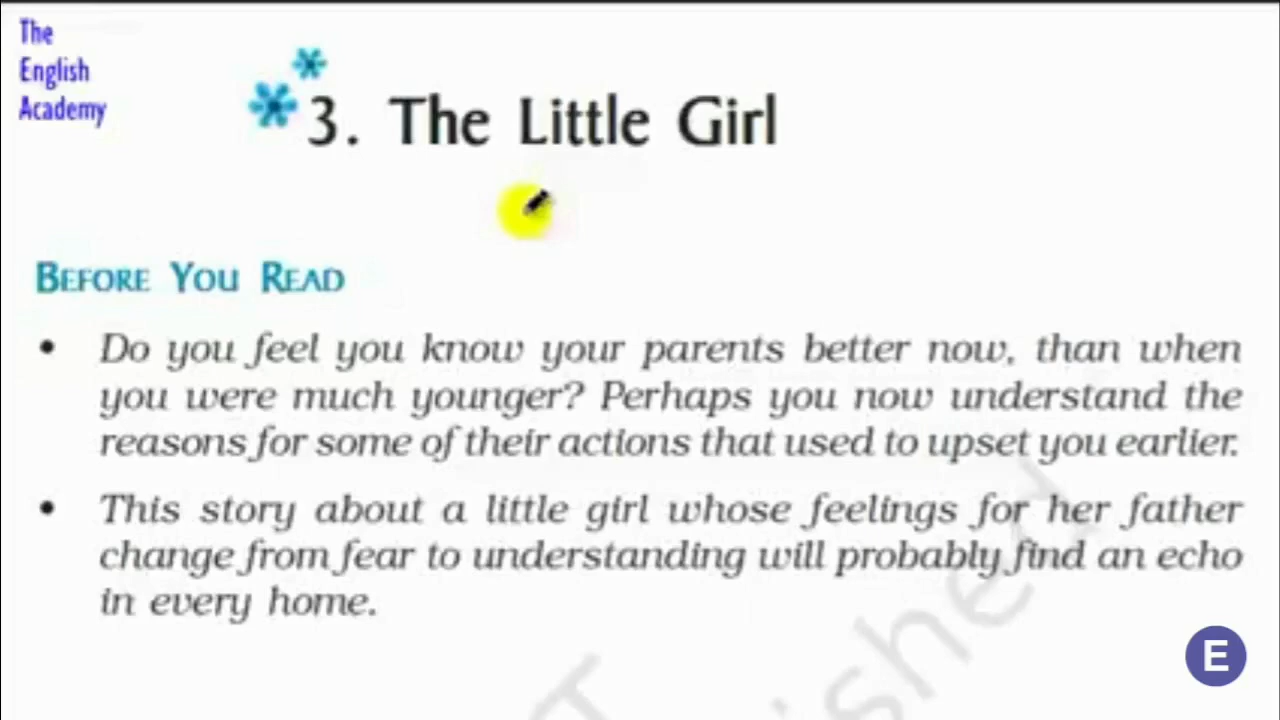 The
English
Academy
3. The Little Girl
BEFORE YOU READ
• Do you feel you know your parents better now, than when
you were much younger? Perhaps you now understand the
reasons for some of their actions that used to upset you earlier.
• This story about a little girl whose feelings for her father
change from fear to understanding will probably find an echo
in every home.
E